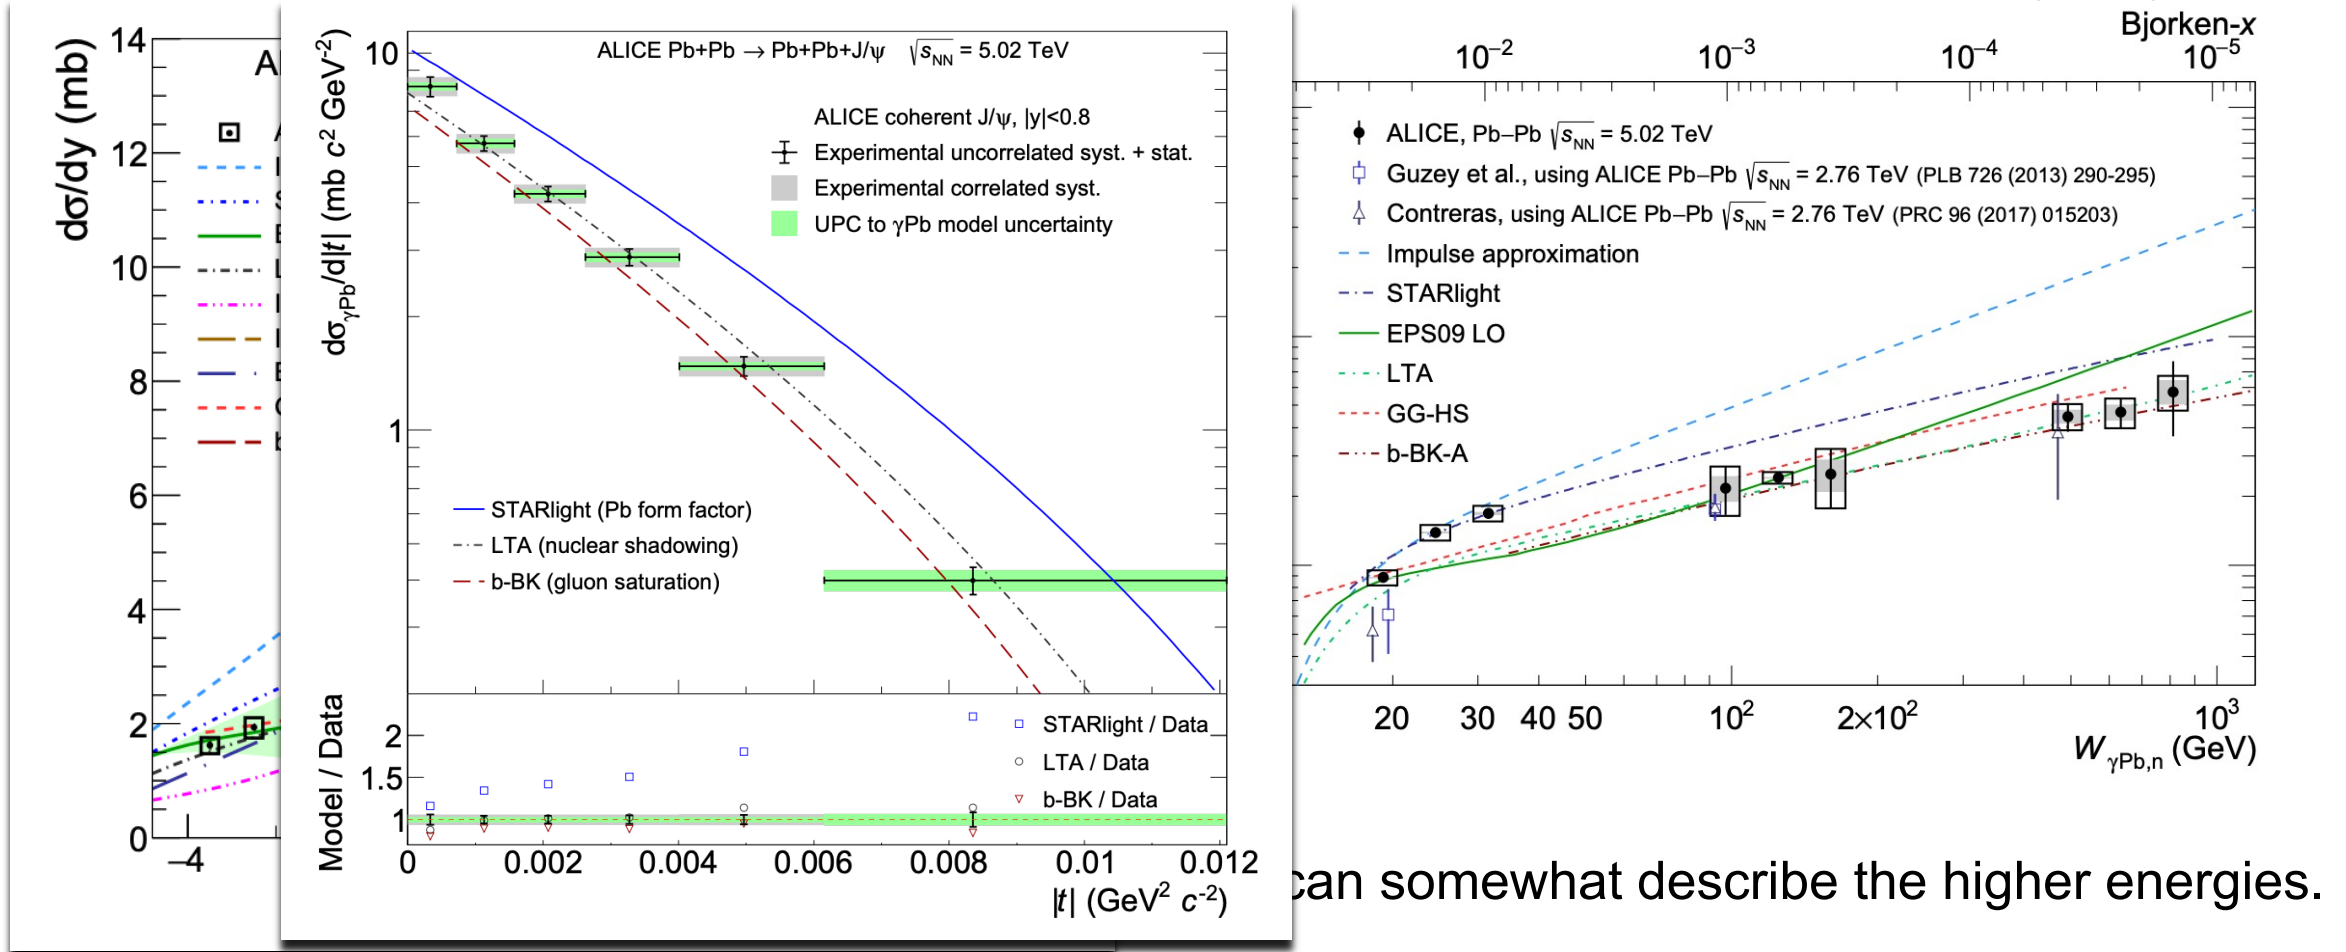 dσ/dy (mb)
14
12
10
8
6
4
2
0
−4
dσγPb/d|t| (mb c² GeV⁻²)
10
1
ALICE Pb+Pb → Pb+Pb+J/ψ √sNN = 5.02 TeV
ALICE coherent J/ψ, |y|<0.8
Experimental uncorrelated syst. + stat.
Experimental correlated syst.
UPC to γPb model uncertainty
STARlight (Pb form factor)
LTA (nuclear shadowing)
b-BK (gluon saturation)
Model / Data
2
1.5
1
STARlight / Data
LTA / Data
b-BK / Data
0 0.002 0.004 0.006 0.008 0.01 0.012
|t| (GeV² c⁻²)
Bjorken-x
10⁻² 10⁻³ 10⁻⁴ 10⁻⁵
ALICE, Pb−Pb √sNN = 5.02 TeV
Guzey et al., using ALICE Pb−Pb √sNN = 2.76 TeV (PLB 726 (2013) 290-295)
Contreras, using ALICE Pb−Pb √sNN = 2.76 TeV (PRC 96 (2017) 015203)
Impulse approximation
STARlight
EPS09 LO
LTA
GG-HS
b-BK-A
20 30 40 50 10² 2×10² 10³
WγPb,n (GeV)
can somewhat describe the higher energies.